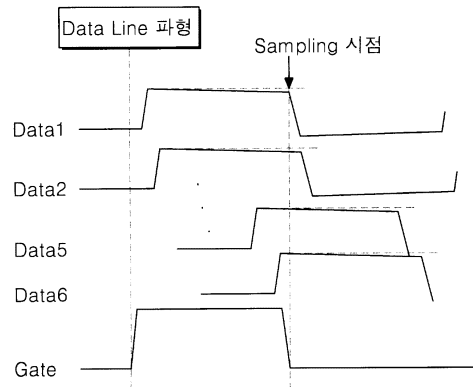 Data Line 파형
Sampling 시점
Data1
Data2
Data5
Data6
Gate